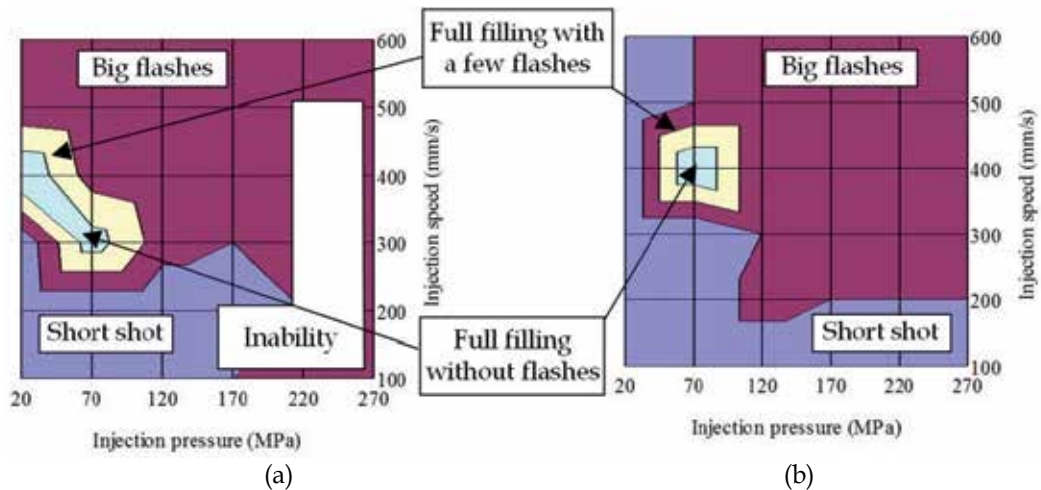 Big flashes
Short shot
Inability
600
500
400
300
200
100
Injection speed (mm/s)
20 70 120 170 220 270
Injection pressure (MPa)
(a)
Full filling with
a few flashes
Full filling
without flashes
Big flashes
Short shot
600
500
400
300
200
100
Injection speed (mm/s)
20 70 120 170 220 270
Injection pressure (MPa)
(b)